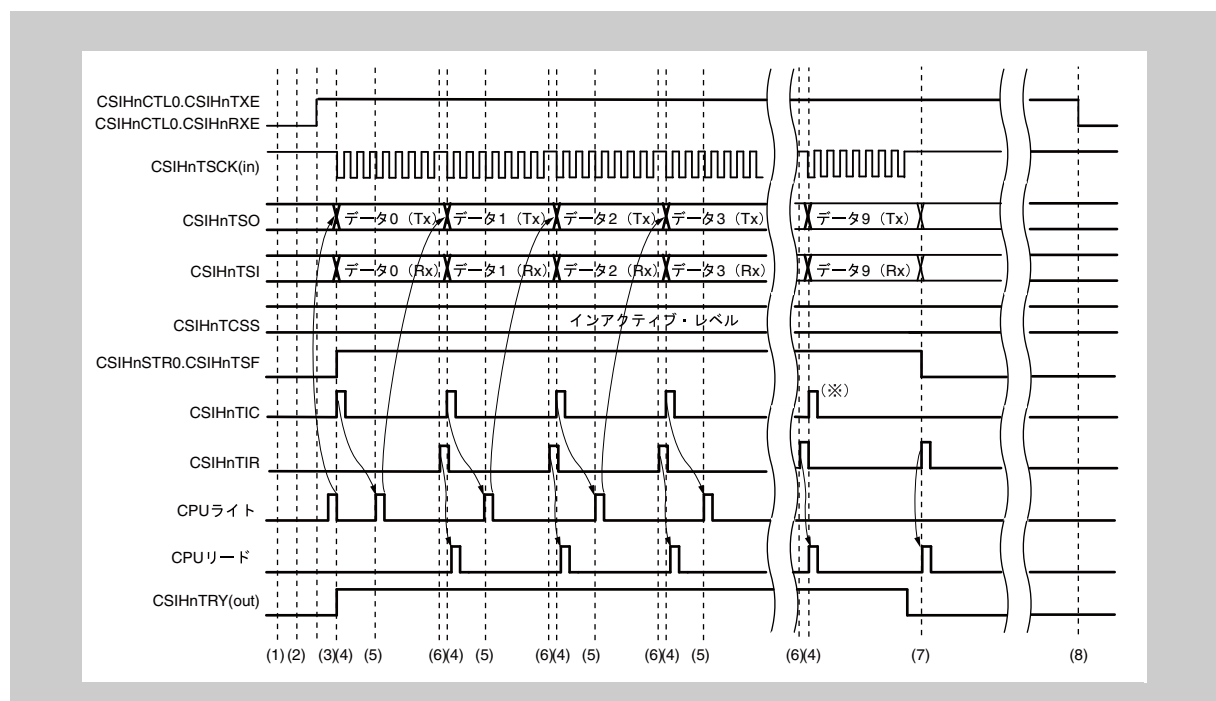 CSIHnCTL0.CSIHnTXE
CSIHnCTL0.CSIHnRXE
CSIHnTSCK(in)
CSIHnTSO
データ0（Tx） データ1（Tx） データ2（Tx） データ3（Tx） データ9（Tx）
CSIHnTSI
データ0（Rx） データ1（Rx） データ2（Rx） データ3（Rx） データ9（Rx）
CSIHnTCSS
インアクティブ・レベル
CSIHnSTR0.CSIHnTSF
CSIHnTIC
（※）
CSIHnTIR
CPUライト
CPUリード
CSIHnTRY(out)
(1) (2) (3)(4) (5) (6)(4) (5) (6)(4) (5) (6)(4) (5) (6)(4) (7) (8)